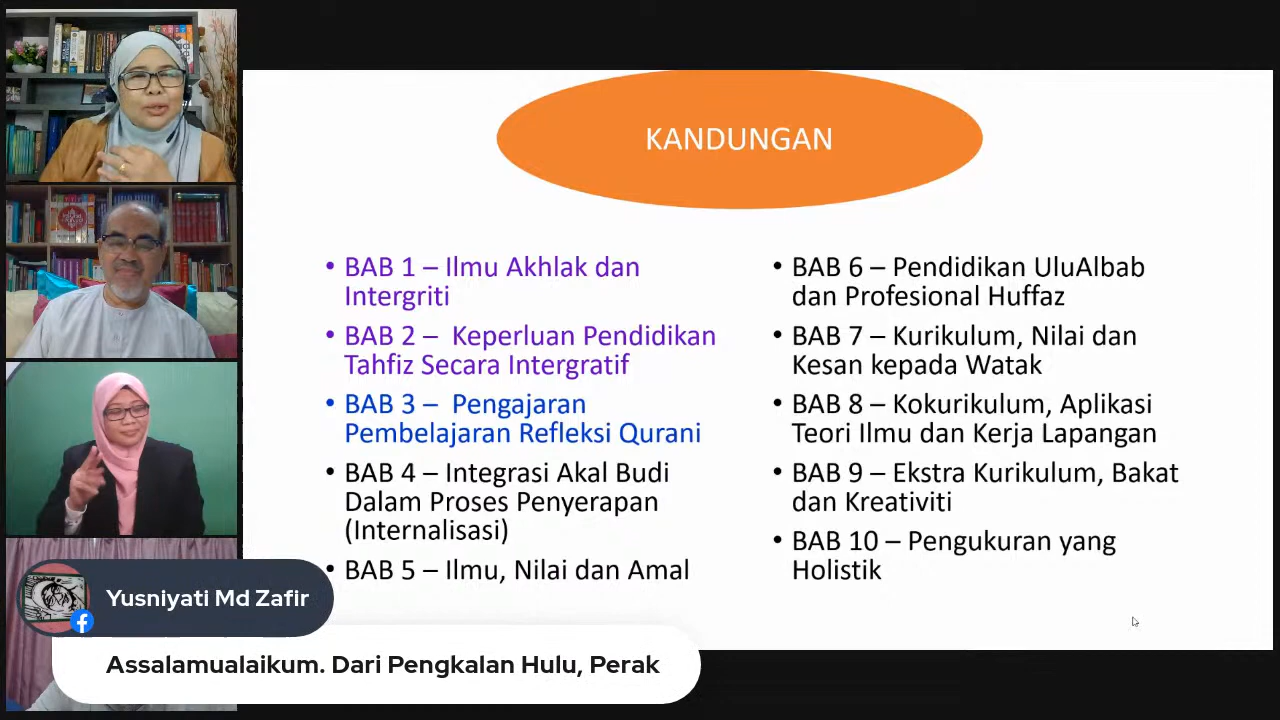 KANDUNGAN
• BAB 1 – Ilmu Akhlak dan
Intergriti
• BAB 2 – Keperluan Pendidikan
Tahfiz Secara Intergratif
• BAB 3 – Pengajaran
Pembelajaran Refleksi Qurani
• BAB 4 – Integrasi Akal Budi
Dalam Proses Penyerapan
(Internalisasi)
• BAB 5 – Ilmu, Nilai dan Amal
• BAB 6 – Pendidikan UluAlbab
dan Profesional Huffaz
• BAB 7 – Kurikulum, Nilai dan
Kesan kepada Watak
• BAB 8 – Kokurikulum, Aplikasi
Teori Ilmu dan Kerja Lapangan
• BAB 9 – Ekstra Kurikulum, Bakat
dan Kreativiti
• BAB 10 – Pengukuran yang
Holistik
Yusniyati Md Zafir
Assalamualaikum. Dari Pengkalan Hulu, Perak